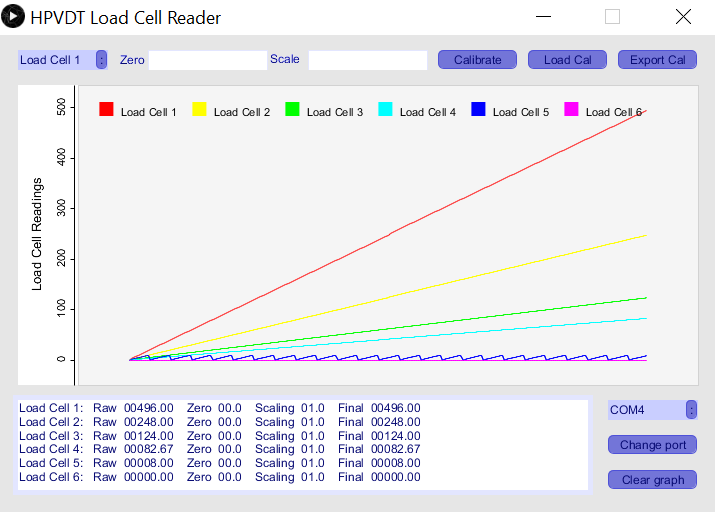 HPVDT Load Cell Reader
Load Cell 1 : Zero Scale Calibrate Load Cal Export Cal
Load Cell 1 Load Cell 2 Load Cell 3 Load Cell 4 Load Cell 5 Load Cell 6
500
400
300
200
100
0
Load Cell Readings
Load Cell 1: Raw 00496.00 Zero 00.0 Scaling 01.0 Final 00496.00
Load Cell 2: Raw 00248.00 Zero 00.0 Scaling 01.0 Final 00248.00
Load Cell 3: Raw 00124.00 Zero 00.0 Scaling 01.0 Final 00124.00
Load Cell 4: Raw 00082.67 Zero 00.0 Scaling 01.0 Final 00082.67
Load Cell 5: Raw 00008.00 Zero 00.0 Scaling 01.0 Final 00008.00
Load Cell 6: Raw 00000.00 Zero 00.0 Scaling 01.0 Final 00000.00
COM4 :
Change port
Clear graph